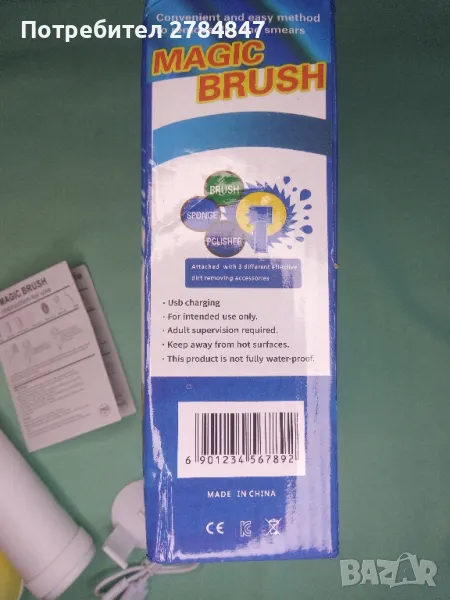 Потребител 2784847
Convenient and easy method
MAGIC
BRUSH
BRUSH
SPONGE
POLISHER
Attached with 3 different effective
dirt removing accessories
· Usb charging
· For intended use only.
· Adult supervision required.
· Keep away from hot surfaces.
· This product is not fully water-proof.
6 901234 567892
MADE IN CHINA
CE
MAGIC BRUSH
BAZAR